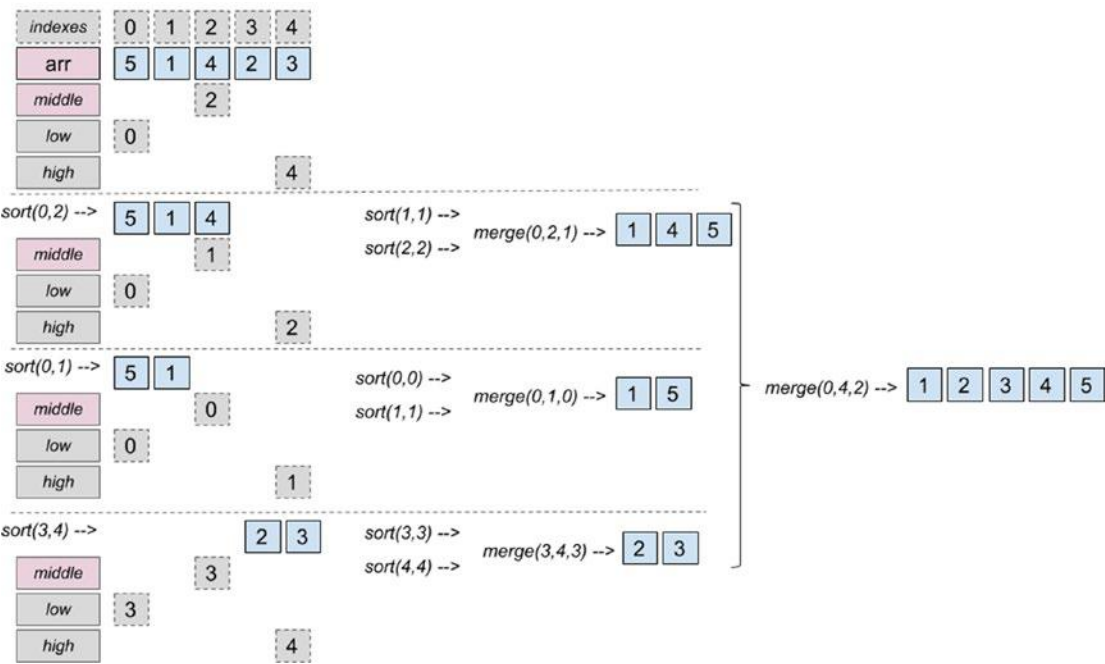 indexes 0 1 2 3 4
arr 5 1 4 2 3
middle 2
low 0
high 4
sort(0,2) --> 5 1 4
sort(1,1) -->
sort(2,2) -->
merge(0,2,1) --> 1 4 5
middle 1
low 0
high 2
sort(0,1) --> 5 1
sort(0,0) -->
sort(1,1) -->
merge(0,1,0) --> 1 5
middle 0
low 0
high 1
merge(0,4,2) --> 1 2 3 4 5
sort(3,4) --> 2 3
sort(3,3) -->
sort(4,4) -->
merge(3,4,3) --> 2 3
middle 3
low 3
high 4